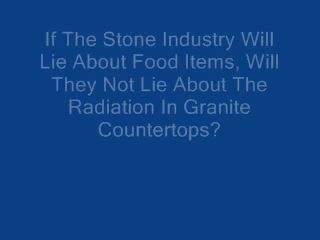 If The Stone Industry Will
Lie About Food Items, Will
They Not Lie About The
Radiation In Granite
Countertops?